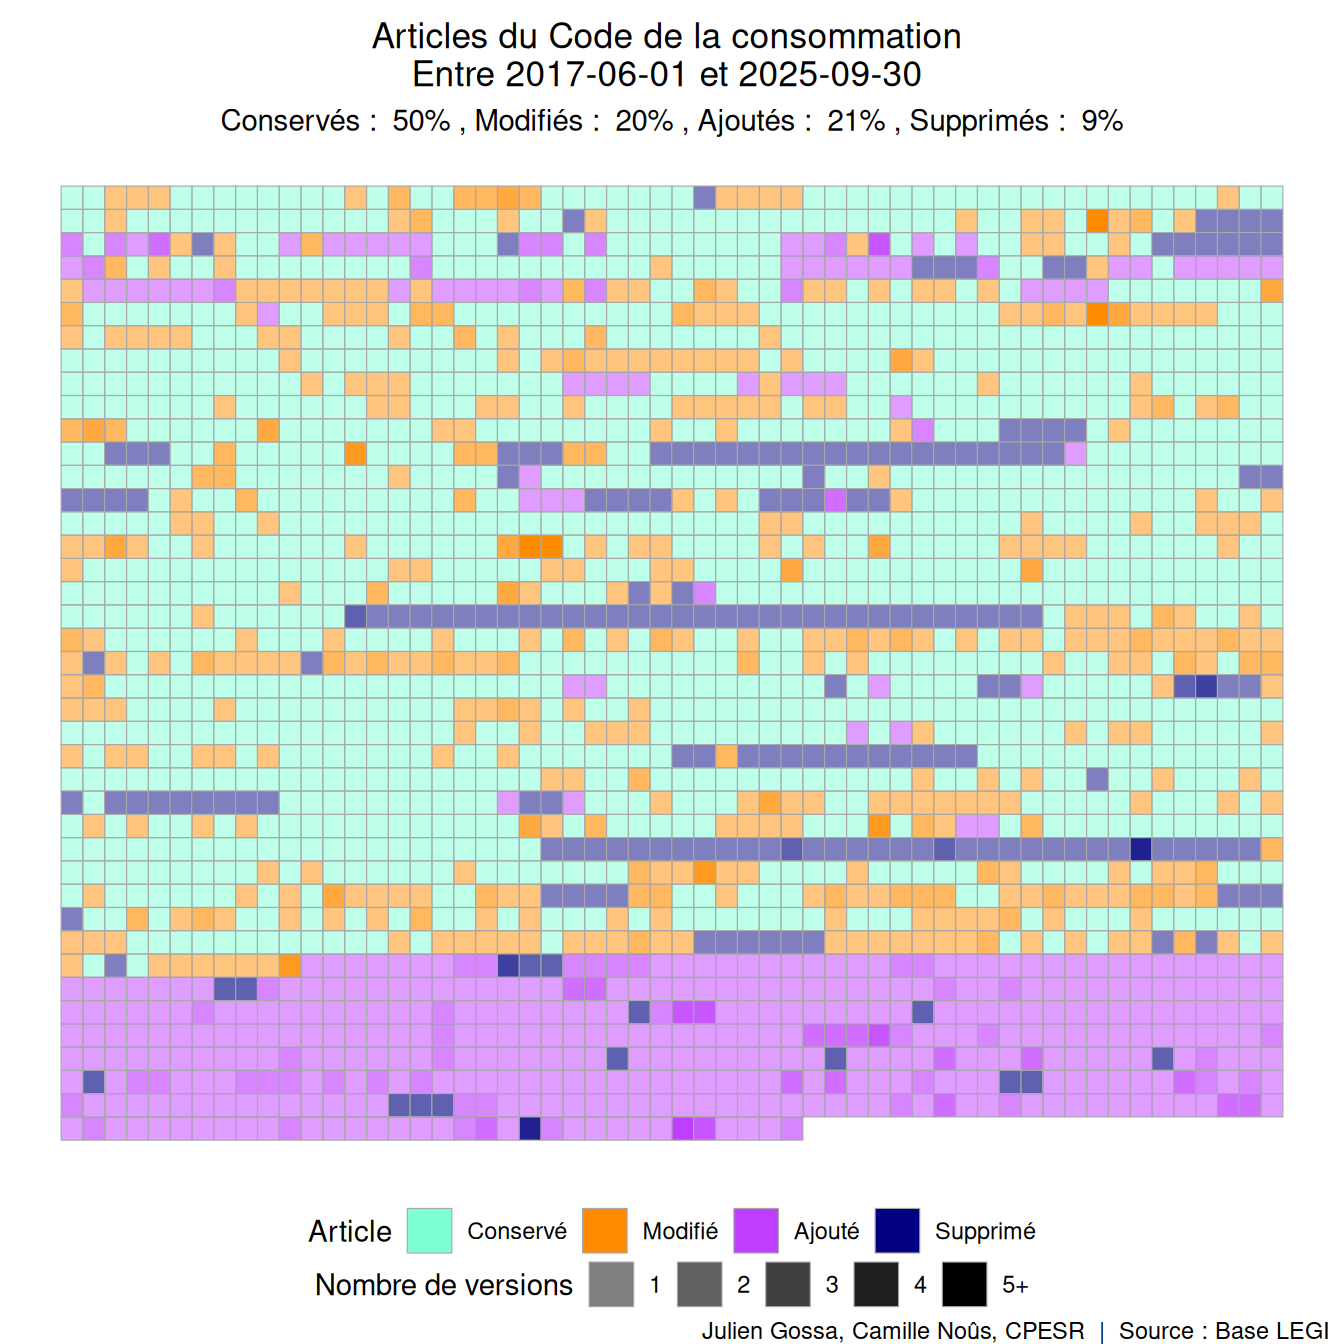 Articles du Code de la consommation
Entre 2017-06-01 et 2025-09-30
Conservés :  50% , Modifiés :  20% , Ajoutés :  21% , Supprimés :  9%
Article Conservé Modifié Ajouté Supprimé
Nombre de versions 1 2 3 4 5+
Julien Gossa, Camille Noûs, CPESR | Source : Base LEGI